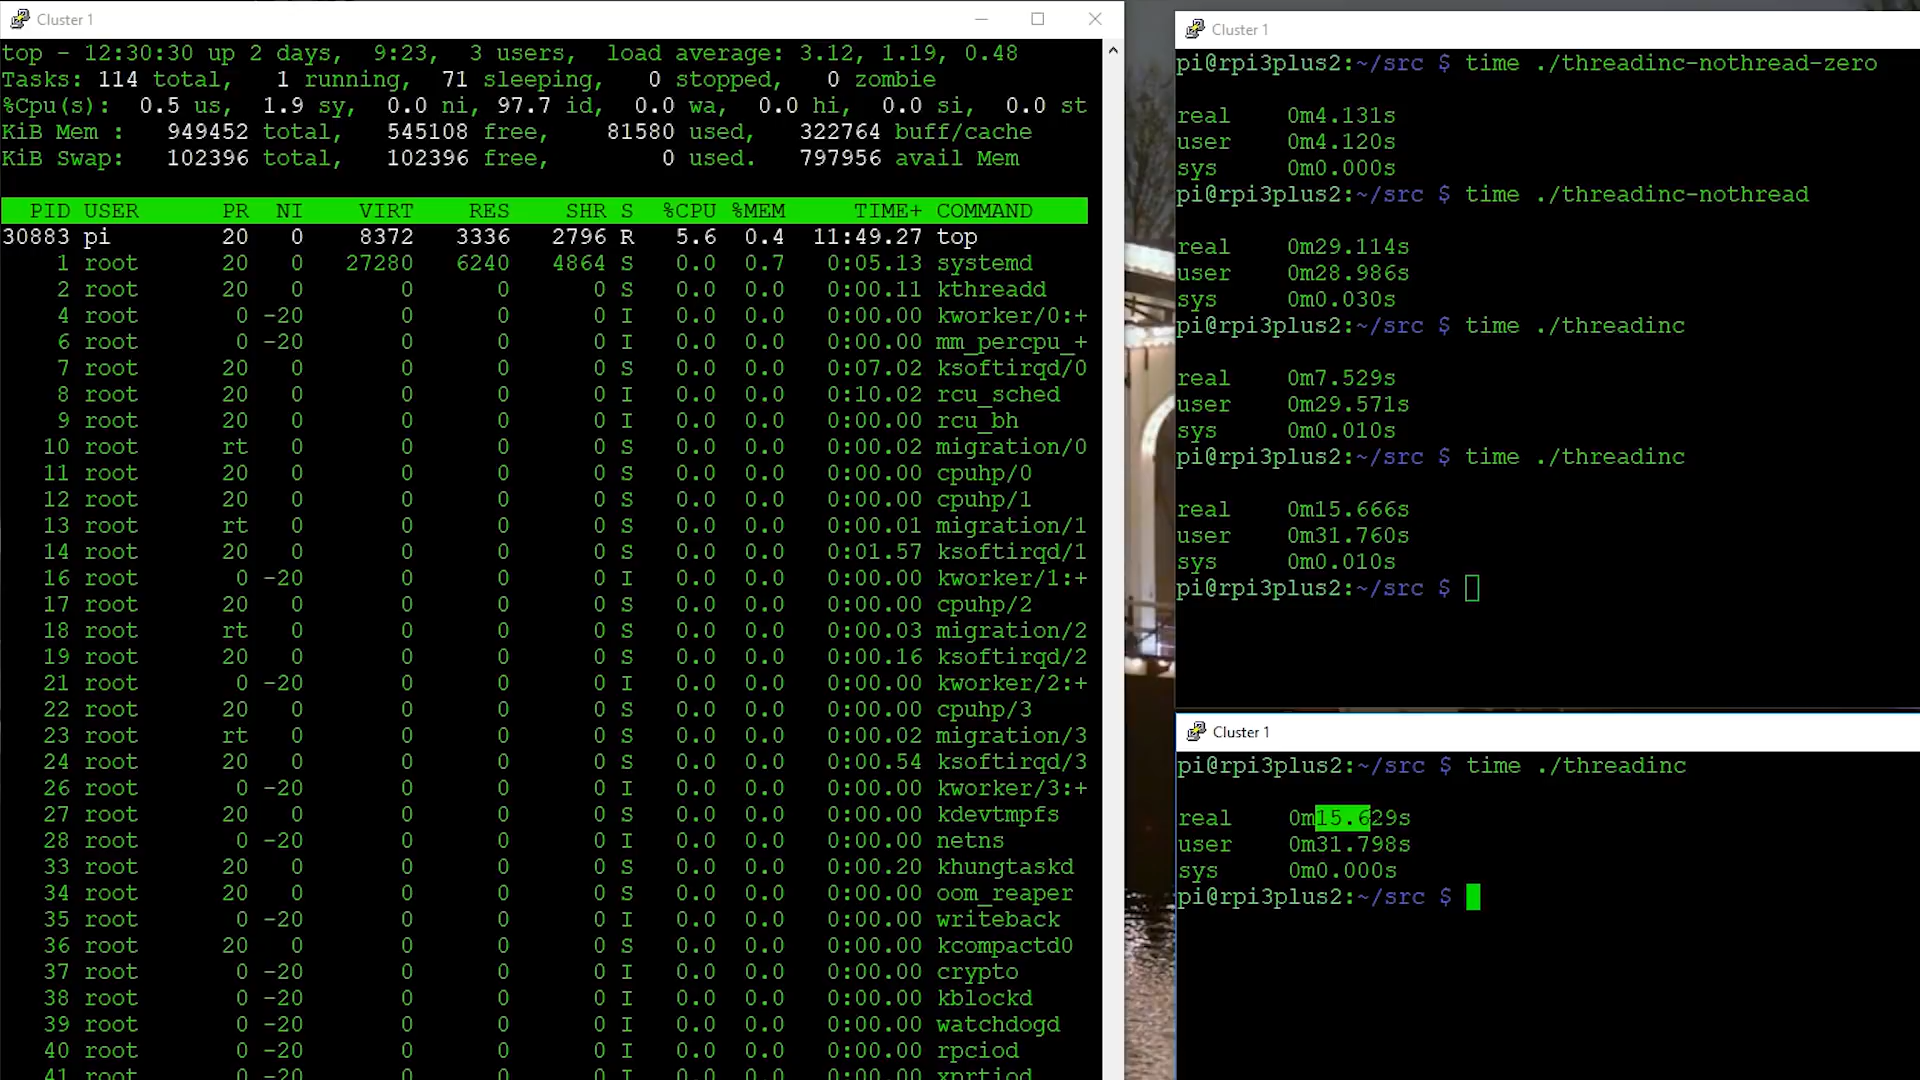 Cluster 1
top - 12:30:30 up 2 days,  9:23,  3 users,  load average: 3.12, 1.19, 0.48
Tasks: 114 total,   1 running,  71 sleeping,   0 stopped,   0 zombie
%Cpu(s):  0.5 us,  1.9 sy,  0.0 ni, 97.7 id,  0.0 wa,  0.0 hi,  0.0 si,  0.0 st
KiB Mem :   949452 total,   545108 free,    81580 used,   322764 buff/cache
KiB Swap:   102396 total,   102396 free,        0 used.   797956 avail Mem
PID USER      PR  NI    VIRT    RES    SHR S  %CPU %MEM     TIME+ COMMAND
30883 pi        20   0    8372   3336   2796 R   5.6  0.4  11:49.27 top
1 root      20   0   27280   6240   4864 S   0.0  0.7   0:05.13 systemd
2 root      20   0       0      0      0 S   0.0  0.0   0:00.11 kthreadd
4 root       0 -20       0      0      0 I   0.0  0.0   0:00.00 kworker/0:+
6 root       0 -20       0      0      0 I   0.0  0.0   0:00.00 mm_percpu_+
7 root      20   0       0      0      0 S   0.0  0.0   0:07.02 ksoftirqd/0
8 root      20   0       0      0      0 I   0.0  0.0   0:10.02 rcu_sched
9 root      20   0       0      0      0 I   0.0  0.0   0:00.00 rcu_bh
10 root      rt   0       0      0      0 S   0.0  0.0   0:00.02 migration/0
11 root      20   0       0      0      0 S   0.0  0.0   0:00.00 cpuhp/0
12 root      20   0       0      0      0 S   0.0  0.0   0:00.00 cpuhp/1
13 root      rt   0       0      0      0 S   0.0  0.0   0:00.01 migration/1
14 root      20   0       0      0      0 S   0.0  0.0   0:01.57 ksoftirqd/1
16 root       0 -20       0      0      0 I   0.0  0.0   0:00.00 kworker/1:+
17 root      20   0       0      0      0 S   0.0  0.0   0:00.00 cpuhp/2
18 root      rt   0       0      0      0 S   0.0  0.0   0:00.03 migration/2
19 root      20   0       0      0      0 S   0.0  0.0   0:00.16 ksoftirqd/2
21 root       0 -20       0      0      0 I   0.0  0.0   0:00.00 kworker/2:+
22 root      20   0       0      0      0 S   0.0  0.0   0:00.00 cpuhp/3
23 root      rt   0       0      0      0 S   0.0  0.0   0:00.02 migration/3
24 root      20   0       0      0      0 S   0.0  0.0   0:00.54 ksoftirqd/3
26 root       0 -20       0      0      0 I   0.0  0.0   0:00.00 kworker/3:+
27 root      20   0       0      0      0 S   0.0  0.0   0:00.00 kdevtmpfs
28 root       0 -20       0      0      0 I   0.0  0.0   0:00.00 netns
33 root      20   0       0      0      0 S   0.0  0.0   0:00.20 khungtaskd
34 root      20   0       0      0      0 S   0.0  0.0   0:00.00 oom_reaper
35 root       0 -20       0      0      0 I   0.0  0.0   0:00.00 writeback
36 root      20   0       0      0      0 S   0.0  0.0   0:00.00 kcompactd0
37 root       0 -20       0      0      0 I   0.0  0.0   0:00.00 crypto
38 root       0 -20       0      0      0 I   0.0  0.0   0:00.00 kblockd
39 root       0 -20       0      0      0 I   0.0  0.0   0:00.00 watchdogd
40 root       0 -20       0      0      0 I   0.0  0.0   0:00.00 rpciod
41 root       0 -20       0      0      0 I   0.0  0.0   0:00.00 xprtiod
Cluster 1
pi@rpi3plus2:~/src $ time ./threadinc-nothread-zero
real    0m4.131s
user    0m4.120s
sys     0m0.000s
pi@rpi3plus2:~/src $ time ./threadinc-nothread
real    0m29.114s
user    0m28.986s
sys     0m0.030s
pi@rpi3plus2:~/src $ time ./threadinc
real    0m7.529s
user    0m29.571s
sys     0m0.010s
pi@rpi3plus2:~/src $ time ./threadinc
real    0m15.666s
user    0m31.760s
sys     0m0.010s
pi@rpi3plus2:~/src $
Cluster 1
pi@rpi3plus2:~/src $ time ./threadinc
real    0m15.629s
user    0m31.798s
sys     0m0.000s
pi@rpi3plus2:~/src $